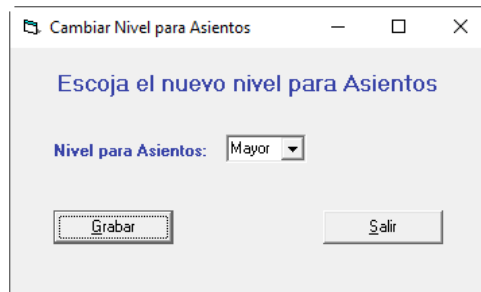 Cambiar Nivel para Asientos
Escoja el nuevo nivel para Asientos
Nivel para Asientos: Mayor
Grabar Salir